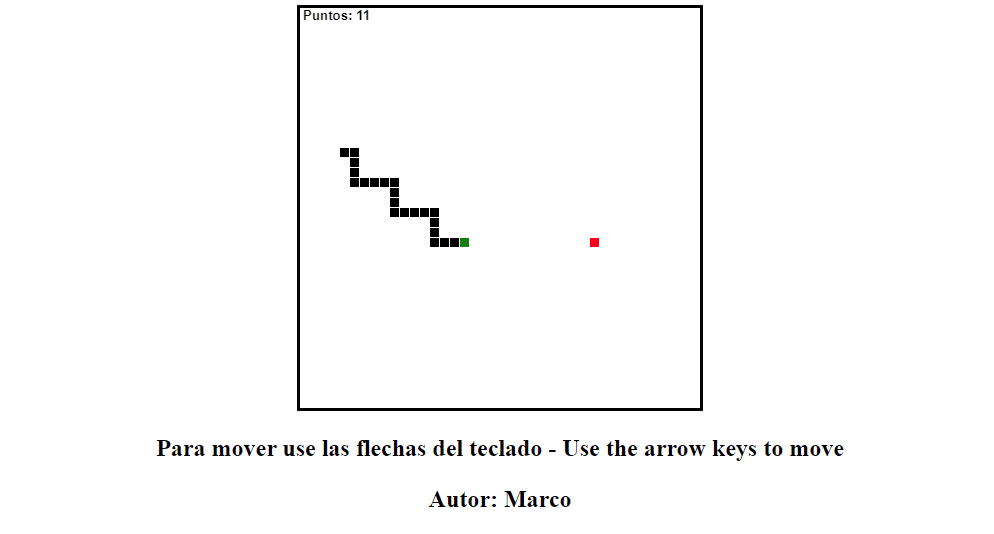 Puntos: 11
Para mover use las flechas del teclado - Use the arrow keys to move
Autor: Marco